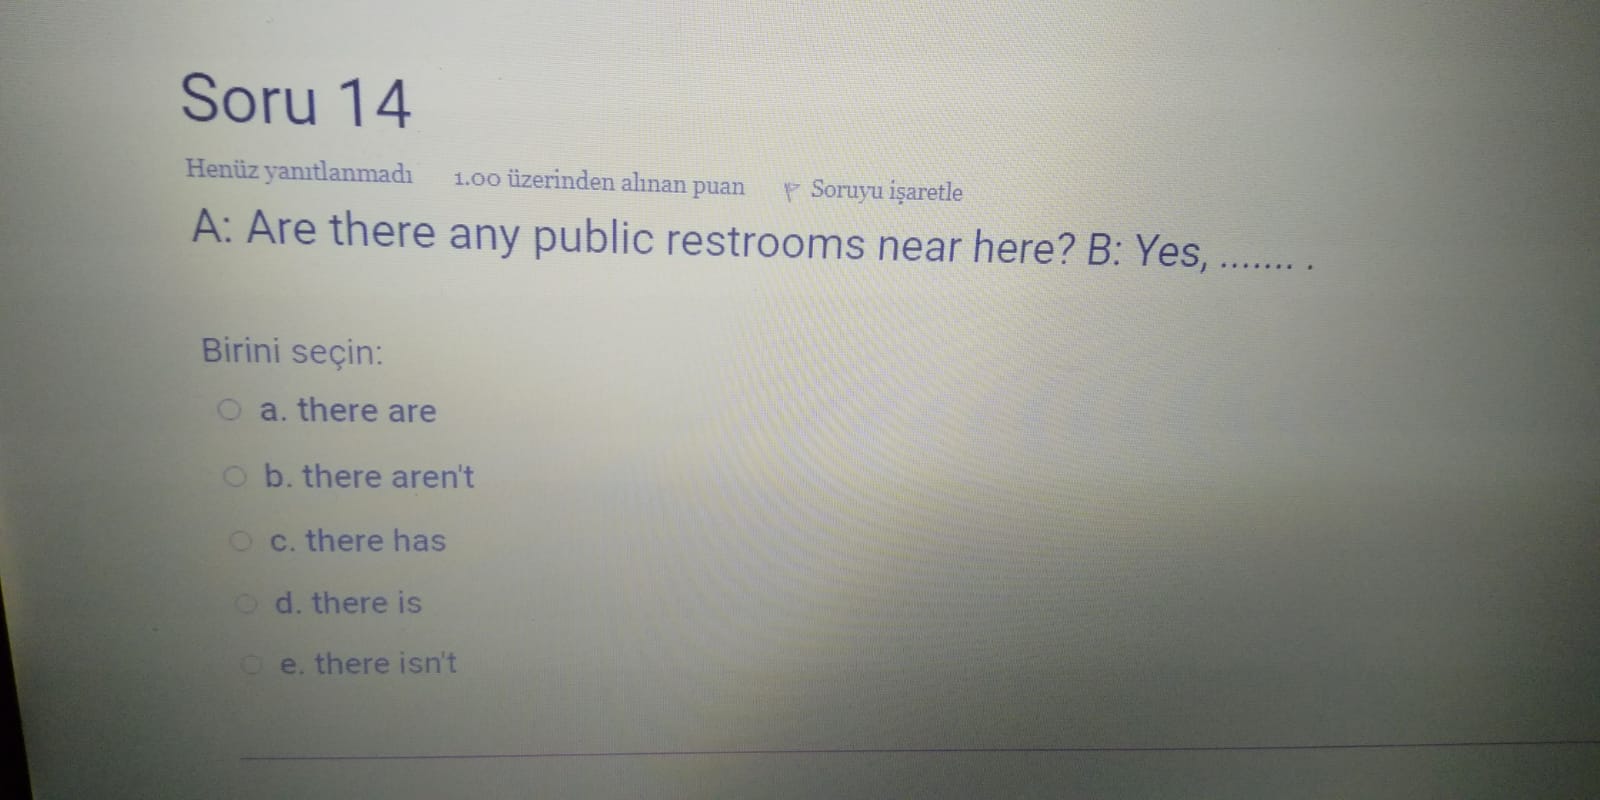 Soru 14
Henüz yanıtlanmadı 1.00 üzerinden alınan puan Soruyu işaretle
A: Are there any public restrooms near here? B: Yes, ....... .
Birini seçin:
a. there are
b. there aren't
c. there has
d. there is
e. there isn't